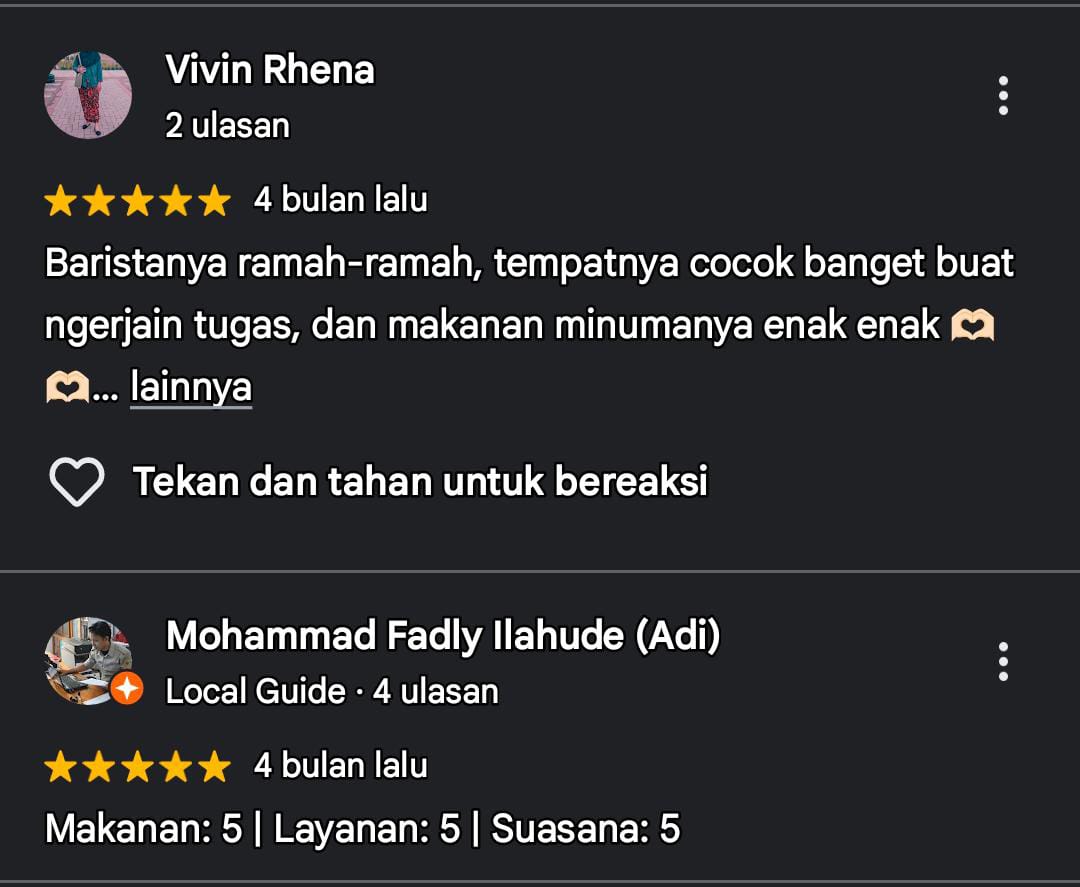 Vivin Rhena
2 ulasan
4 bulan lalu
Baristanya ramah-ramah, tempatnya cocok banget buat
ngerjain tugas, dan makanan minumanya enak enak 🫶🏻
🫶🏻... lainnya
Tekan dan tahan untuk bereaksi
Mohammad Fadly Ilahude (Adi)
Local Guide · 4 ulasan
4 bulan lalu
Makanan: 5 | Layanan: 5 | Suasana: 5